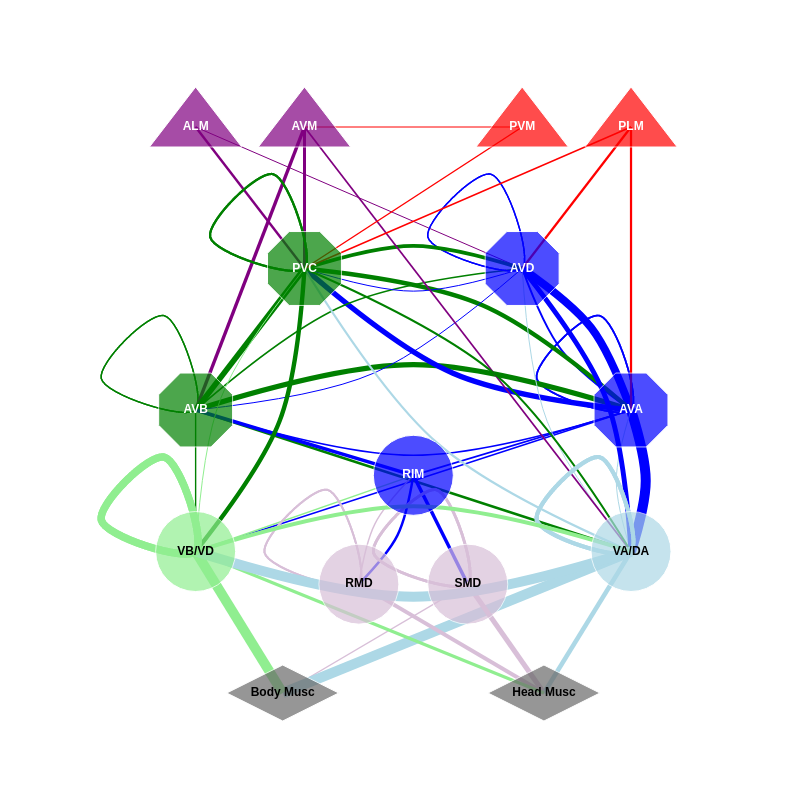 ALM
AVM
PVM
PLM
PVC
AVD
AVB
AVA
RIM
VB/VD
VA/DA
RMD
SMD
Body Musc
Head Musc